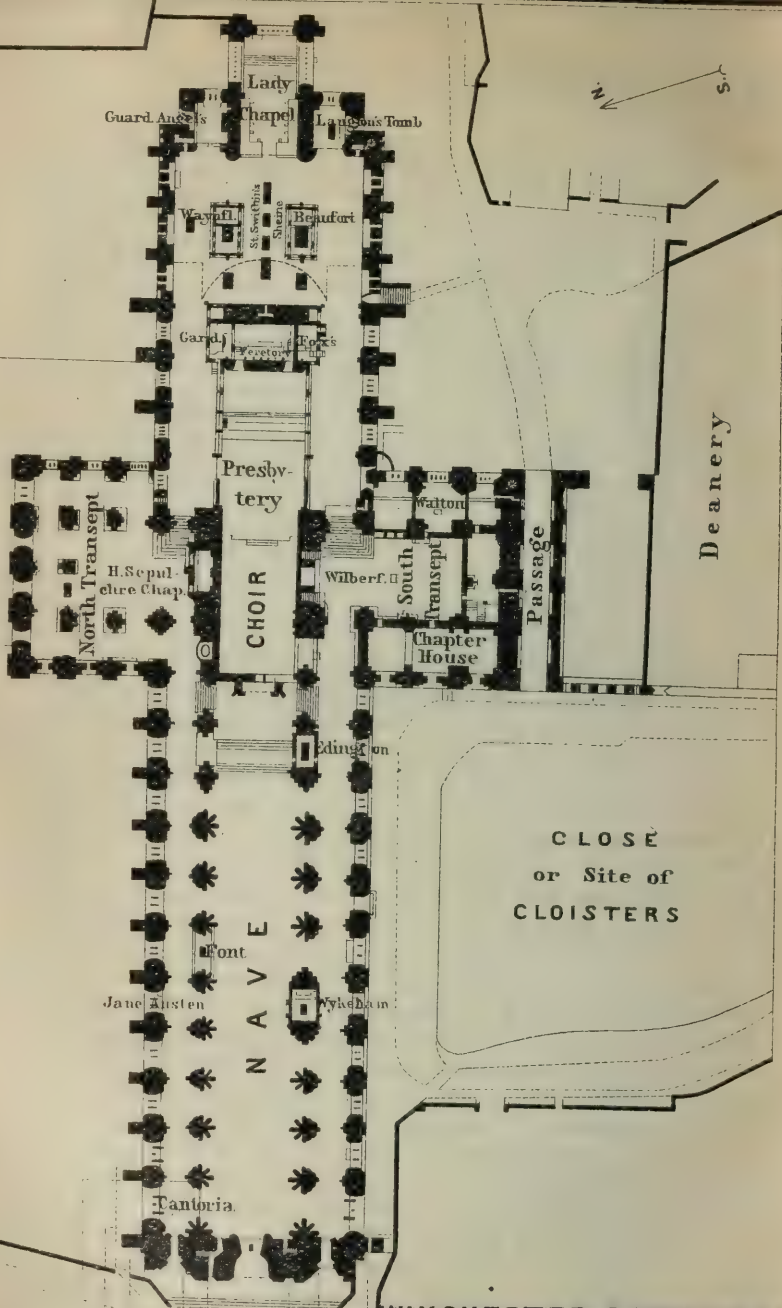 Lady
Chapel
Guard. Angels
Langton's Tomb
N.
S.
Waynfl.
St. Swithin's
Shrine
Beaufort
Gard.
Feretory
Fox's
Presby-
tery
North Transept
H. Sepul-
chre Chap.
CHOIR
Wilberf.
South
Transept
Walton
Passage
Deanery
Chapter
House
Edington
CLOSE
or Site of
CLOISTERS
Font
NAVE
Jane Austen
Wykeham
Cantoria.